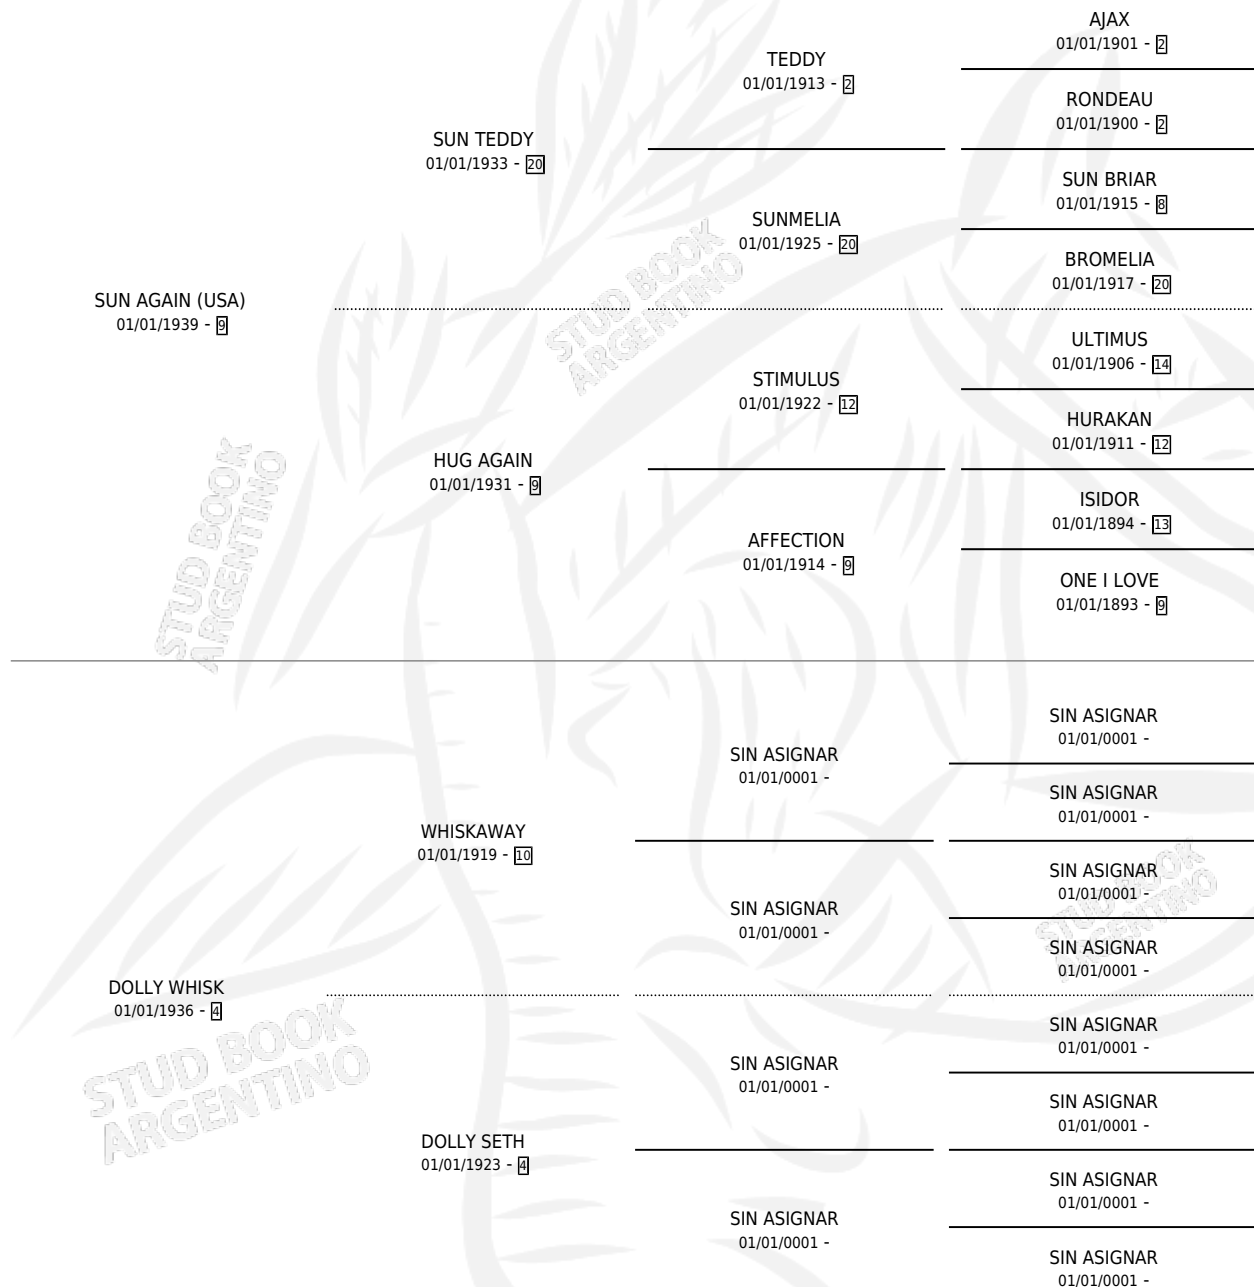 AJAX
01/01/1901 - 2
TEDDY
01/01/1913 - 2
RONDEAU
01/01/1900 - 2
SUN TEDDY
01/01/1933 - 20
SUN BRIAR
01/01/1915 - 8
SUNMELIA
01/01/1925 - 20
BROMELIA
01/01/1917 - 20
SUN AGAIN (USA)
01/01/1939 - 9
ULTIMUS
01/01/1906 - 14
STIMULUS
01/01/1922 - 12
HURAKAN
01/01/1911 - 12
HUG AGAIN
01/01/1931 - 9
ISIDOR
01/01/1894 - 13
AFFECTION
01/01/1914 - 9
ONE I LOVE
01/01/1893 - 9
SIN ASIGNAR
01/01/0001 -
SIN ASIGNAR
01/01/0001 -
SIN ASIGNAR
01/01/0001 -
WHISKAWAY
01/01/1919 - 10
SIN ASIGNAR
01/01/0001 -
SIN ASIGNAR
01/01/0001 -
SIN ASIGNAR
01/01/0001 -
DOLLY WHISK
01/01/1936 - 4
SIN ASIGNAR
01/01/0001 -
SIN ASIGNAR
01/01/0001 -
SIN ASIGNAR
01/01/0001 -
DOLLY SETH
01/01/1923 - 4
SIN ASIGNAR
01/01/0001 -
SIN ASIGNAR
01/01/0001 -
SIN ASIGNAR
01/01/0001 -
STUD BOOK
ARGENTINO
STUD BOOK
ARGENTINO
STUD BOOK
ARGENTINO
STUD BOOK
ARGENTINO